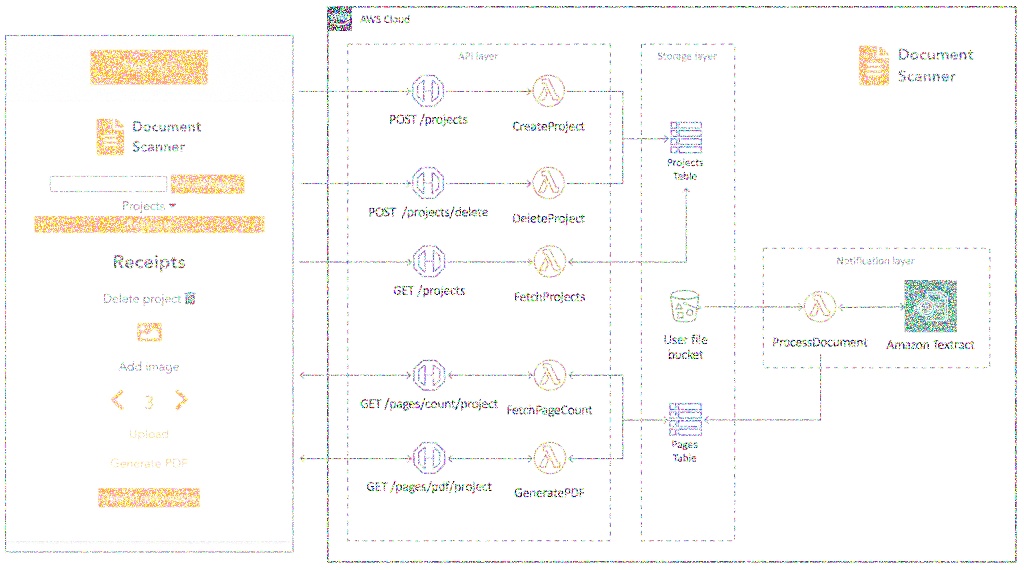 AWS Cloud
Document
Scanner
Projects
Receipts
Delete project
Add image
3
Upload
Generate PDF
API layer
POST /projects
CreateProject
POST /projects/delete
DeleteProject
GET /projects
FetchProjects
GET /pages/count/project
FetchPageCount
GET /pages/pdf/project
GeneratePDF
Storage layer
Projects
Table
User file
bucket
Pages
Table
Document
Scanner
Notification layer
ProcessDocument
Amazon Textract